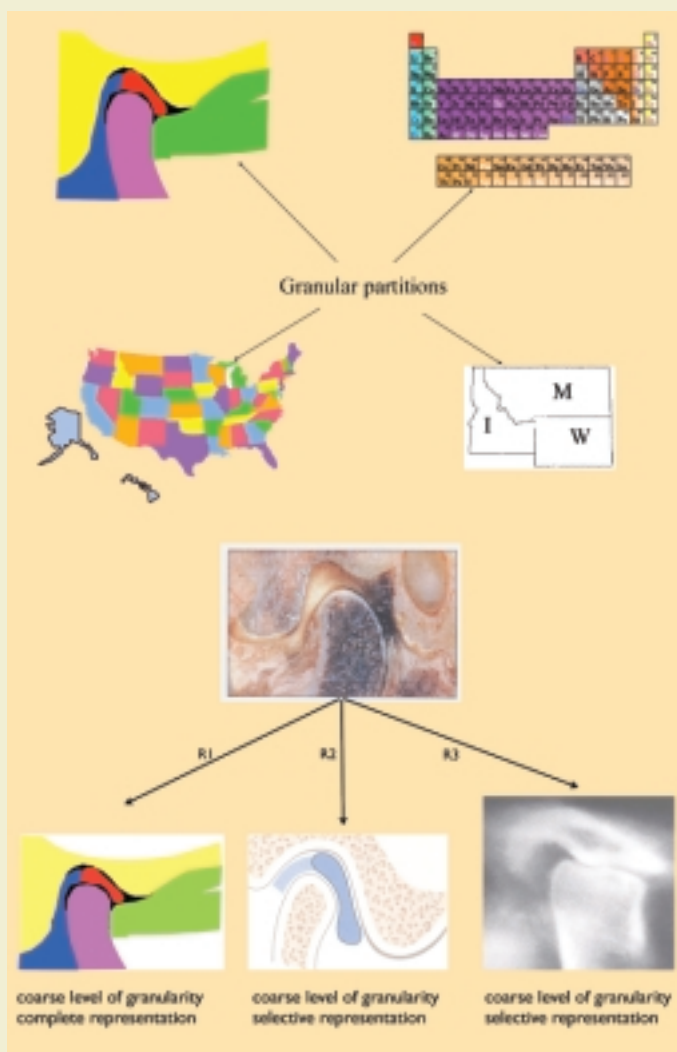 Granular partitions
M
I
W
R1
R2
R3
coarse level of granularity
complete representation
coarse level of granularity
selective representation
coarse level of granularity
selective representation